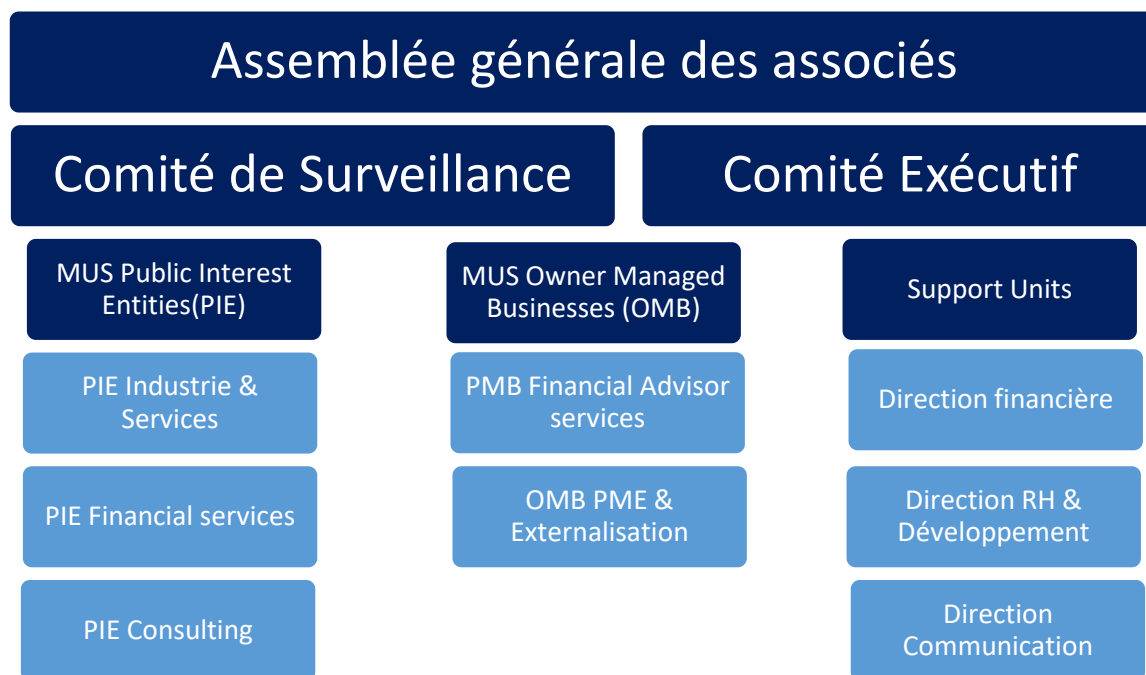 Assemblée générale des associés
Comité de Surveillance
Comité Exécutif
MUS Public Interest
Entities(PIE)
MUS Owner Managed
Businesses (OMB)
Support Units
PIE Industrie &
Services
PMB Financial Advisor
services
Direction financière
PIE Financial services
OMB PME &
Externalisation
Direction RH &
Développement
PIE Consulting
Direction
Communication